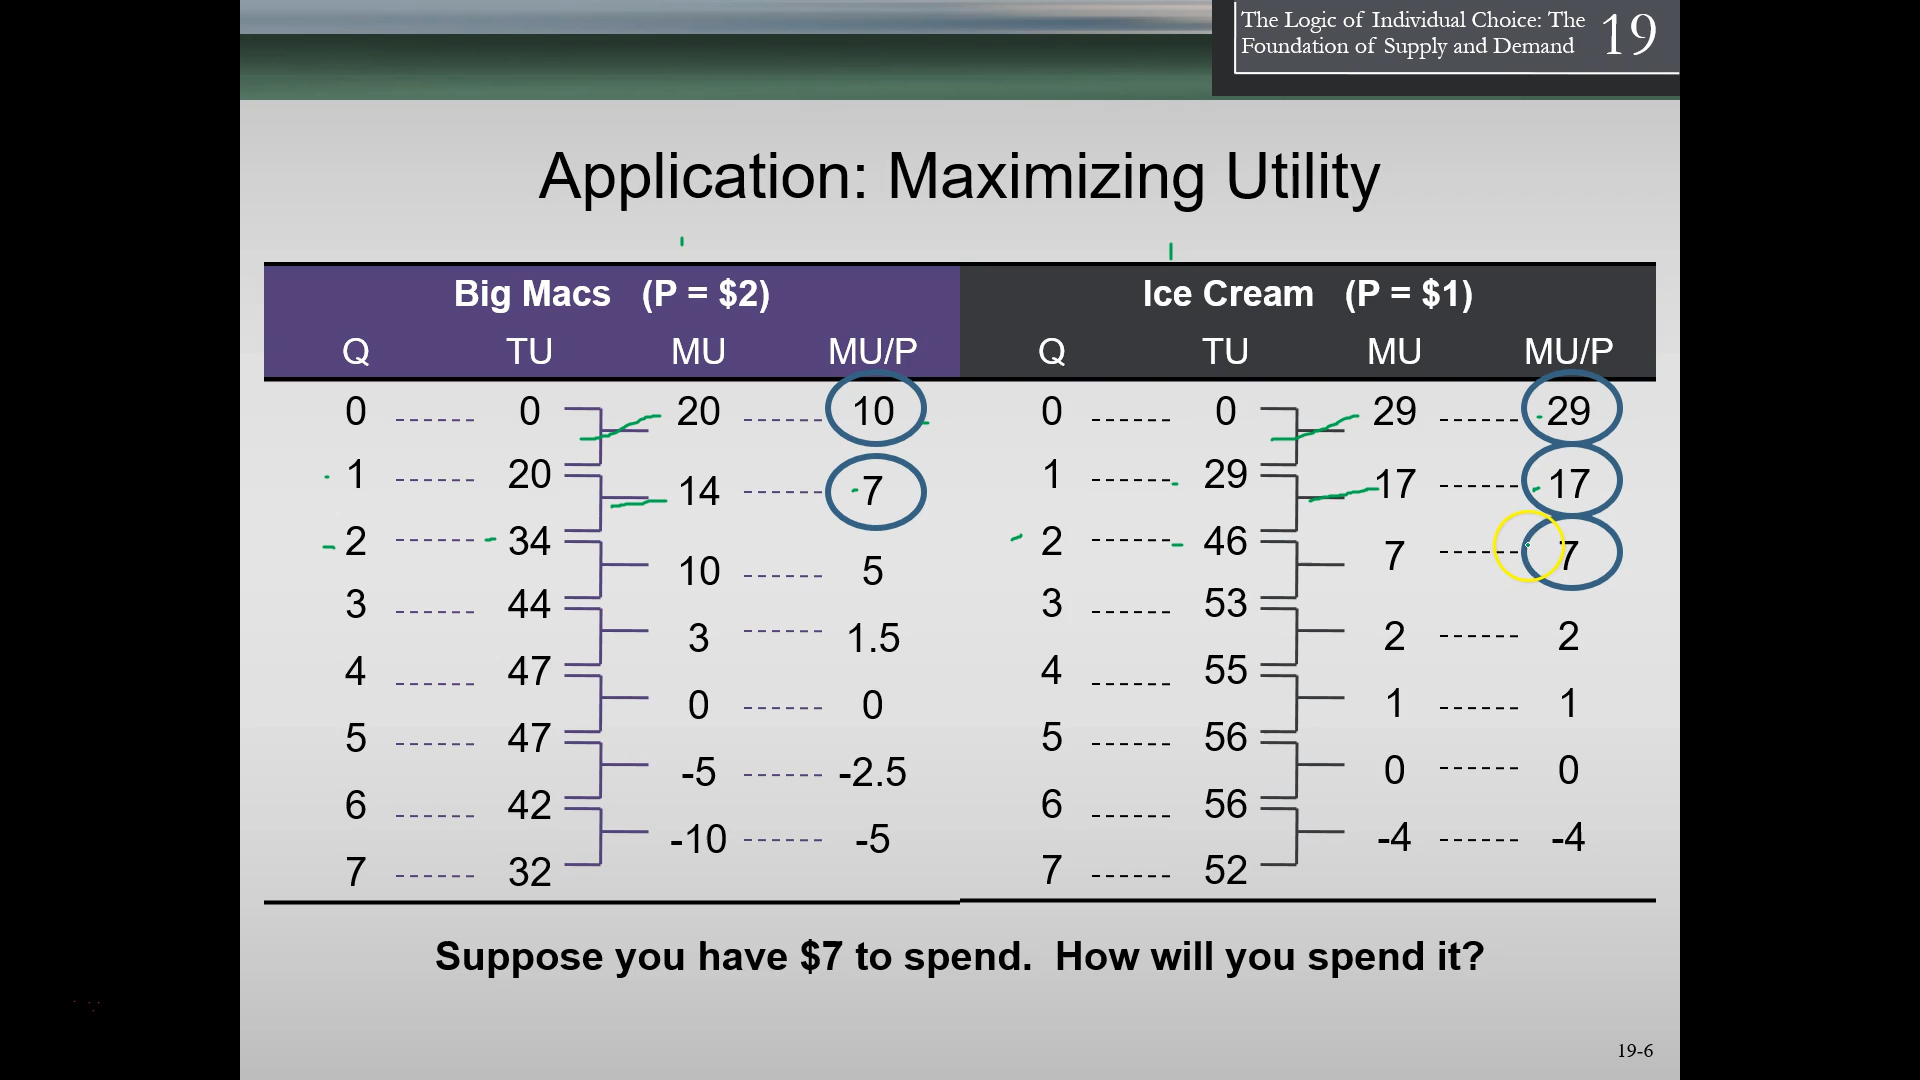 The Logic of Individual Choice: The
Foundation of Supply and Demand
19
Application: Maximizing Utility
Big Macs (P = $2) Ice Cream (P = $1)
Q TU MU MU/P Q TU MU MU/P
0 0 20 10 0 0 29 29
1 20 14 7 1 29 17 17
2 34 10 5 2 46 7 7
3 44 3 1.5 3 53 2 2
4 47 0 0 4 55 1 1
5 47 -5 -2.5 5 56 0 0
6 42 -10 -5 6 56 -4 -4
7 32 7 52
Suppose you have $7 to spend. How will you spend it?
19-6